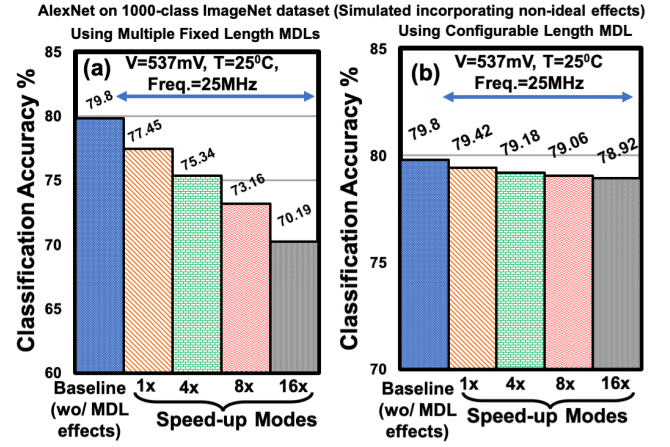 AlexNet on 1000-class ImageNet dataset (Simulated incorporating non-ideal effects)
Using Multiple Fixed Length MDLs
Using Configurable Length MDL
(a)
V=537mV, T=25⁰C,
Freq.=25MHz
Classification Accuracy %
85
80
75
70
65
60
79.8
77.45
75.34
73.16
70.19
Baseline
(wo/ MDL
effects)
1x
4x
8x
16x
Speed-up Modes
(b)
V=537mV, T=25⁰C
Freq.=25MHz
Classification Accuracy %
85
80
75
70
79.8
79.42
79.18
79.06
78.92
Baseline
(wo/ MDL
effects)
1x
4x
8x
16x
Speed-up Modes